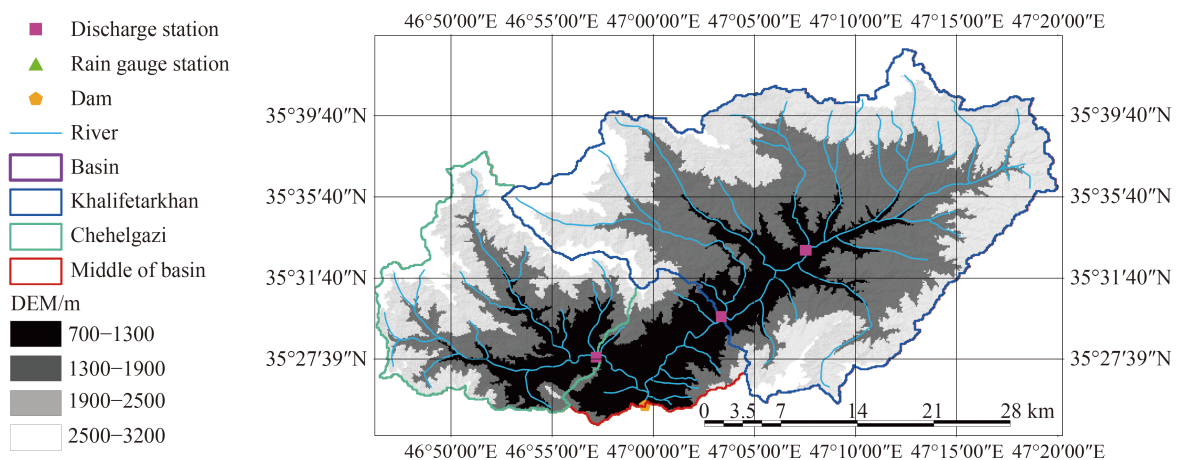 Discharge station
Rain gauge station
Dam
River
Basin
Khalifetarkhan
Chehelgazi
Middle of basin
DEM/m
700−1300
1300−1900
1900−2500
2500−3200
46°50′00″E 46°55′00″E 47°00′00″E 47°05′00″E 47°10′00″E 47°15′00″E 47°20′00″E
35°39′40″N 35°39′40″N
35°35′40″N 35°35′40″N
35°31′40″N 35°31′40″N
35°27′39″N 35°27′39″N
0 3.5 7 14 21 28 km
46°50′00″E 46°55′00″E 47°00′00″E 47°05′00″E 47°10′00″E 47°15′00″E 47°20′00″E